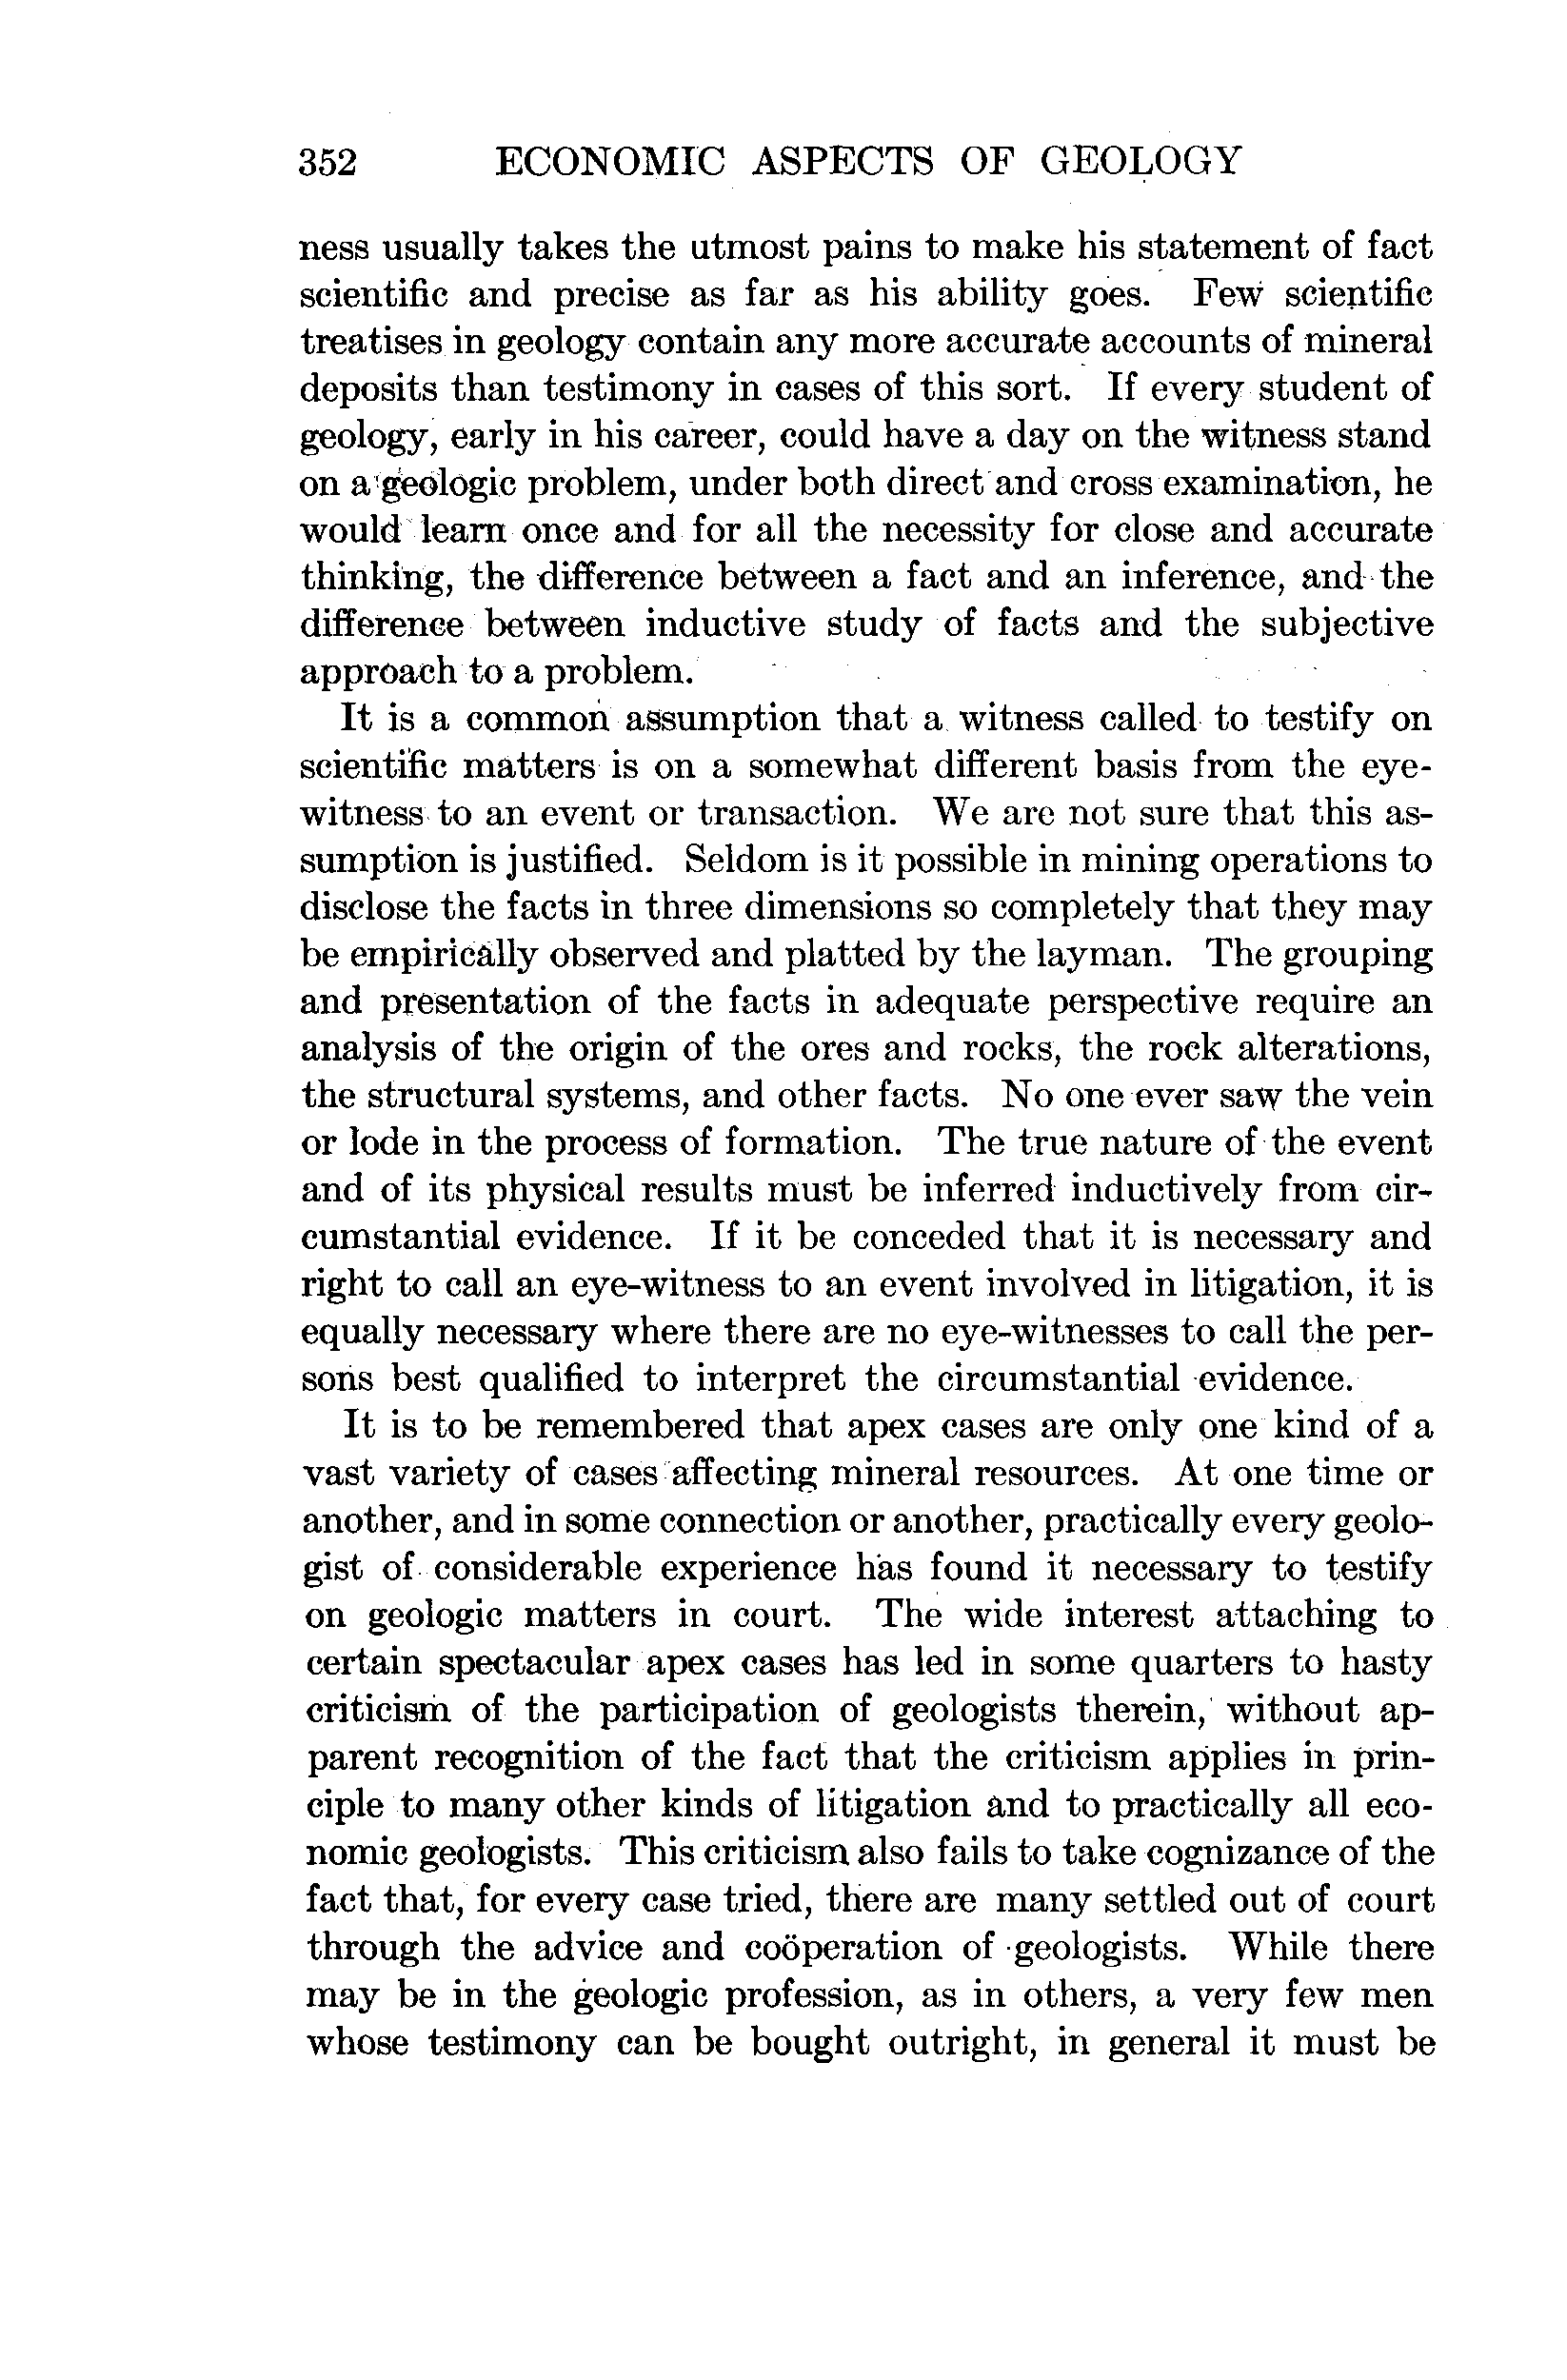 352 ECONOMIC ASPECTS OF GEOLOGY
ness usually takes the utmost pains to make his statement of fact
scientific and precise as far as his ability goes. Few scientific
treatises in geology contain any more accurate accounts of mineral
deposits than testimony in cases of this sort. If every student of
geology, early in his career, could have a day on the witness stand
on a geologic problem, under both direct and cross examination, he
would learn once and for all the necessity for close and accurate
thinking, the difference between a fact and an inference, and the
difference between inductive study of facts and the subjective
approach to a problem.
It is a common assumption that a witness called to testify on
scientific matters is on a somewhat different basis from the eye-
witness to an event or transaction. We are not sure that this as-
sumption is justified. Seldom is it possible in mining operations to
disclose the facts in three dimensions so completely that they may
be empirically observed and platted by the layman. The grouping
and presentation of the facts in adequate perspective require an
analysis of the origin of the ores and rocks, the rock alterations,
the structural systems, and other facts. No one ever saw the vein
or lode in the process of formation. The true nature of the event
and of its physical results must be inferred inductively from cir-
cumstantial evidence. If it be conceded that it is necessary and
right to call an eye-witness to an event involved in litigation, it is
equally necessary where there are no eye-witnesses to call the per-
sons best qualified to interpret the circumstantial evidence.
It is to be remembered that apex cases are only one kind of a
vast variety of cases affecting mineral resources. At one time or
another, and in some connection or another, practically every geolo-
gist of considerable experience has found it necessary to testify
on geologic matters in court. The wide interest attaching to
certain spectacular apex cases has led in some quarters to hasty
criticism of the participation of geologists therein, without ap-
parent recognition of the fact that the criticism applies in prin-
ciple to many other kinds of litigation and to practically all eco-
nomic geologists. This criticism also fails to take cognizance of the
fact that, for every case tried, there are many settled out of court
through the advice and coöperation of geologists. While there
may be in the geologic profession, as in others, a very few men
whose testimony can be bought outright, in general it must be